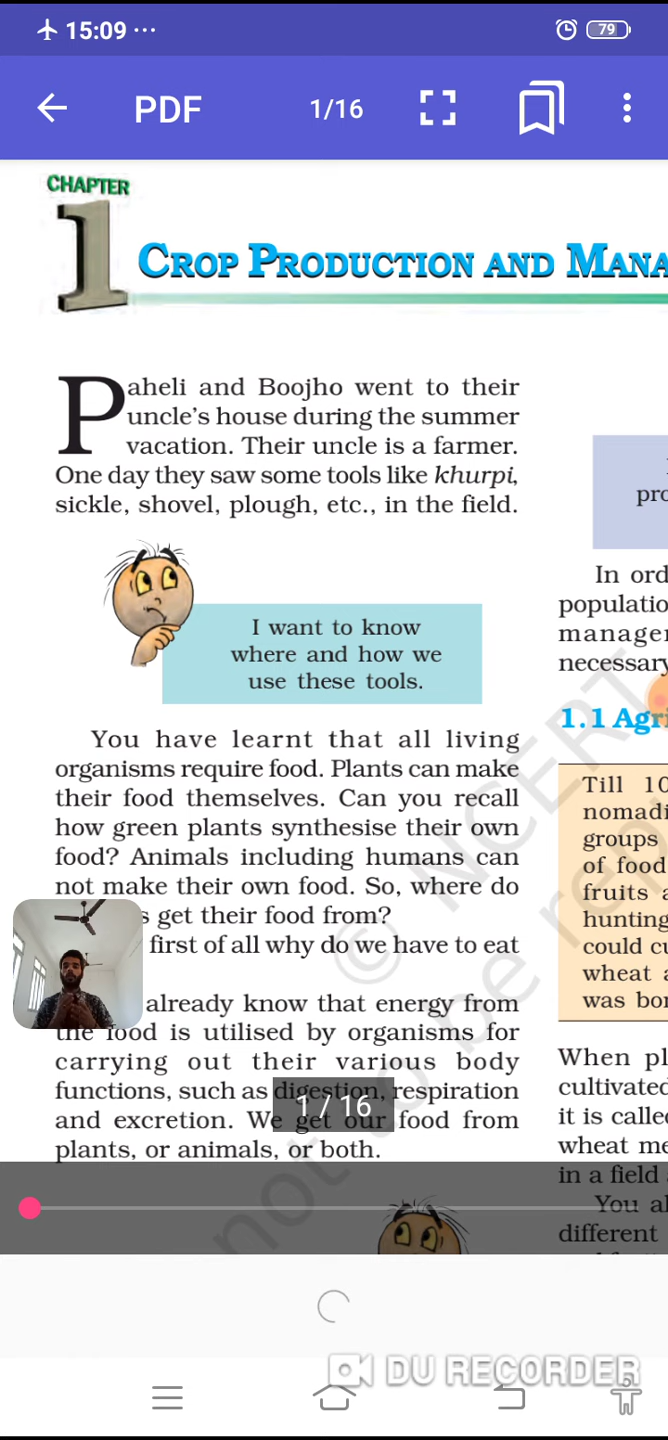 15:09 ...
79
PDF
1/16
CHAPTER
1
CROP PRODUCTION AND MANA
Paheli and Boojho went to their
uncle's house during the summer
vacation. Their uncle is a farmer.
One day they saw some tools like khurpi,
sickle, shovel, plough, etc., in the field.
I want to know
where and how we
use these tools.
You have learnt that all living
organisms require food. Plants can make
their food themselves. Can you recall
how green plants synthesise their own
food? Animals including humans can
not make their own food. So, where do
get their food from?
first of all why do we have to eat
already know that energy from
the food is utilised by organisms for
carrying out their various body
functions, such as digestion, respiration
and excretion. We get our food from
plants, or animals, or both.
1 / 16
pro
In ord
populatio
manager
necessary
1.1 Agri
Till 10
nomadi
groups
of food
fruits a
hunting
could cu
wheat a
was bor
When pl
cultivated
it is calle
wheat me
in a field
You al
different
© NCERT
not to be rep
DU RECORDER